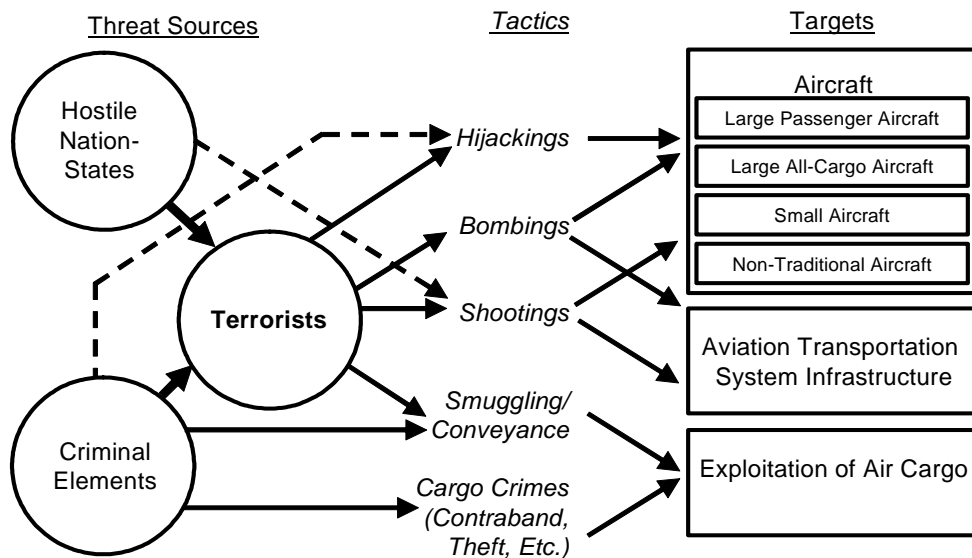 Threat Sources
Tactics
Targets
Hostile
Nation-
States
Terrorists
Criminal
Elements
Hijackings
Bombings
Shootings
Smuggling/
Conveyance
Cargo Crimes
(Contraband,
Theft, Etc.)
Aircraft
Large Passenger Aircraft
Large All-Cargo Aircraft
Small Aircraft
Non-Traditional Aircraft
Aviation Transportation
System Infrastructure
Exploitation of Air Cargo